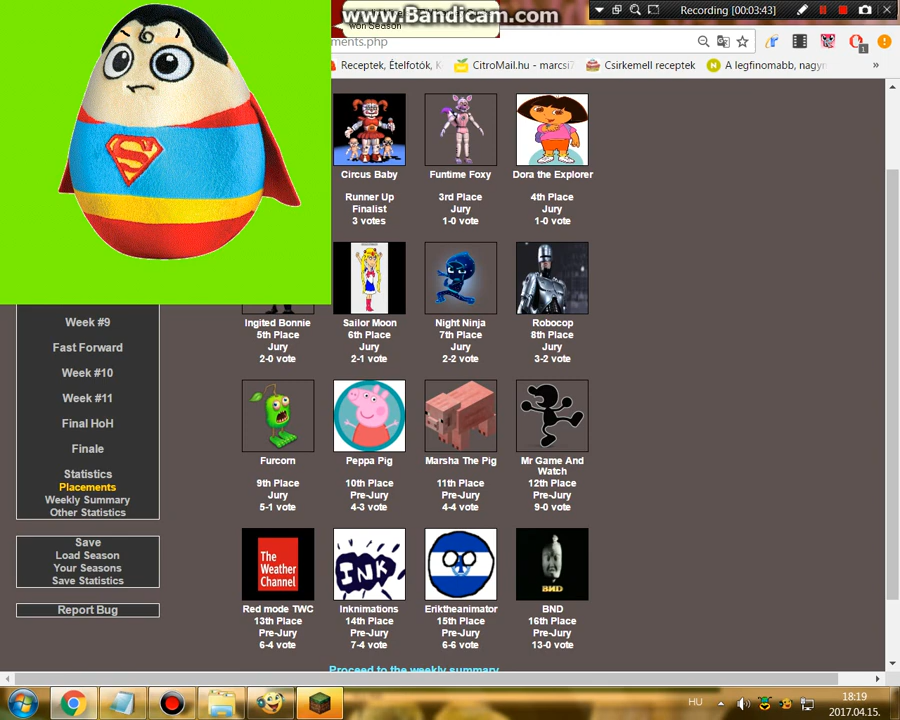 www.Bandicam.com
Recording [00:03:43]
won Season
ments.php
Receptek, Ételfotók, K
CitroMail.hu - marcsi7
Csirkemell receptek
A legfinomabb, nagyr
»
1
S
Circus Baby
Runner Up
Finalist
3 votes
Funtime Foxy
3rd Place
Jury
1-0 vote
Dora the Explorer
4th Place
Jury
1-0 vote
Ingited Bonnie
5th Place
Jury
2-0 vote
Sailor Moon
6th Place
Jury
2-1 vote
Night Ninja
7th Place
Jury
2-2 vote
Robocop
8th Place
Jury
3-2 vote
Furcorn
9th Place
Jury
5-1 vote
Peppa Pig
10th Place
Pre-Jury
4-3 vote
Marsha The Pig
11th Place
Pre-Jury
4-4 vote
Mr Game And
Watch
12th Place
Pre-Jury
9-0 vote
The
Weather
Channel
Red mode TWC
13th Place
Pre-Jury
6-4 vote
INK
Inknimations
14th Place
Pre-Jury
7-4 vote
Eriktheanimator
15th Place
Pre-Jury
6-6 vote
BND
BND
16th Place
Pre-Jury
13-0 vote
Proceed to the weekly summary
Week #9
Fast Forward
Week #10
Week #11
Final HoH
Finale
Statistics
Placements
Weekly Summary
Other Statistics
Save
Load Season
Your Seasons
Save Statistics
Report Bug
HU
18:19
2017.04.15.